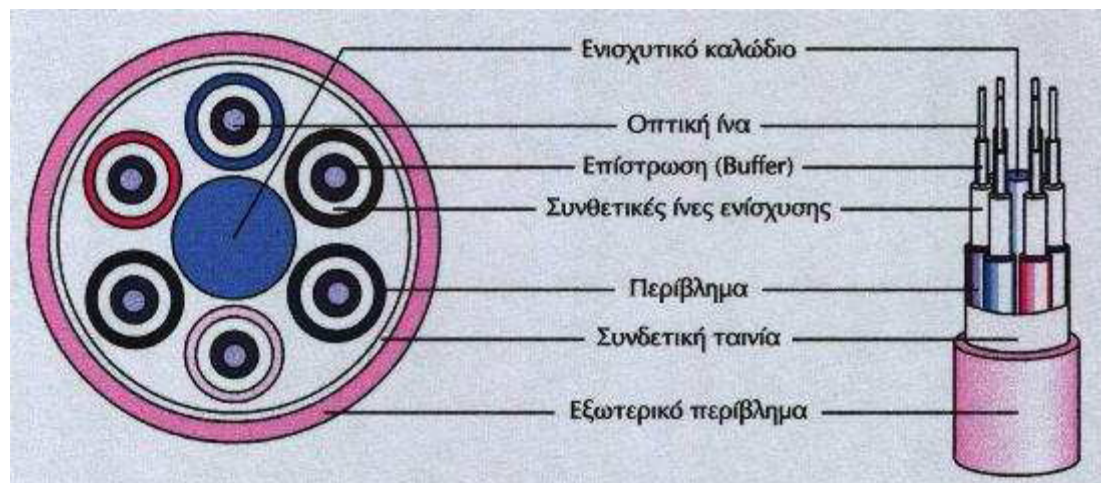 Ενισχυτικό καλώδιο
Οπτική ίνα
Επίστρωση (Buffer)
Συνθετικές ίνες ενίσχυσης
Περίβλημα
Συνδετική ταινία
Εξωτερικό περίβλημα